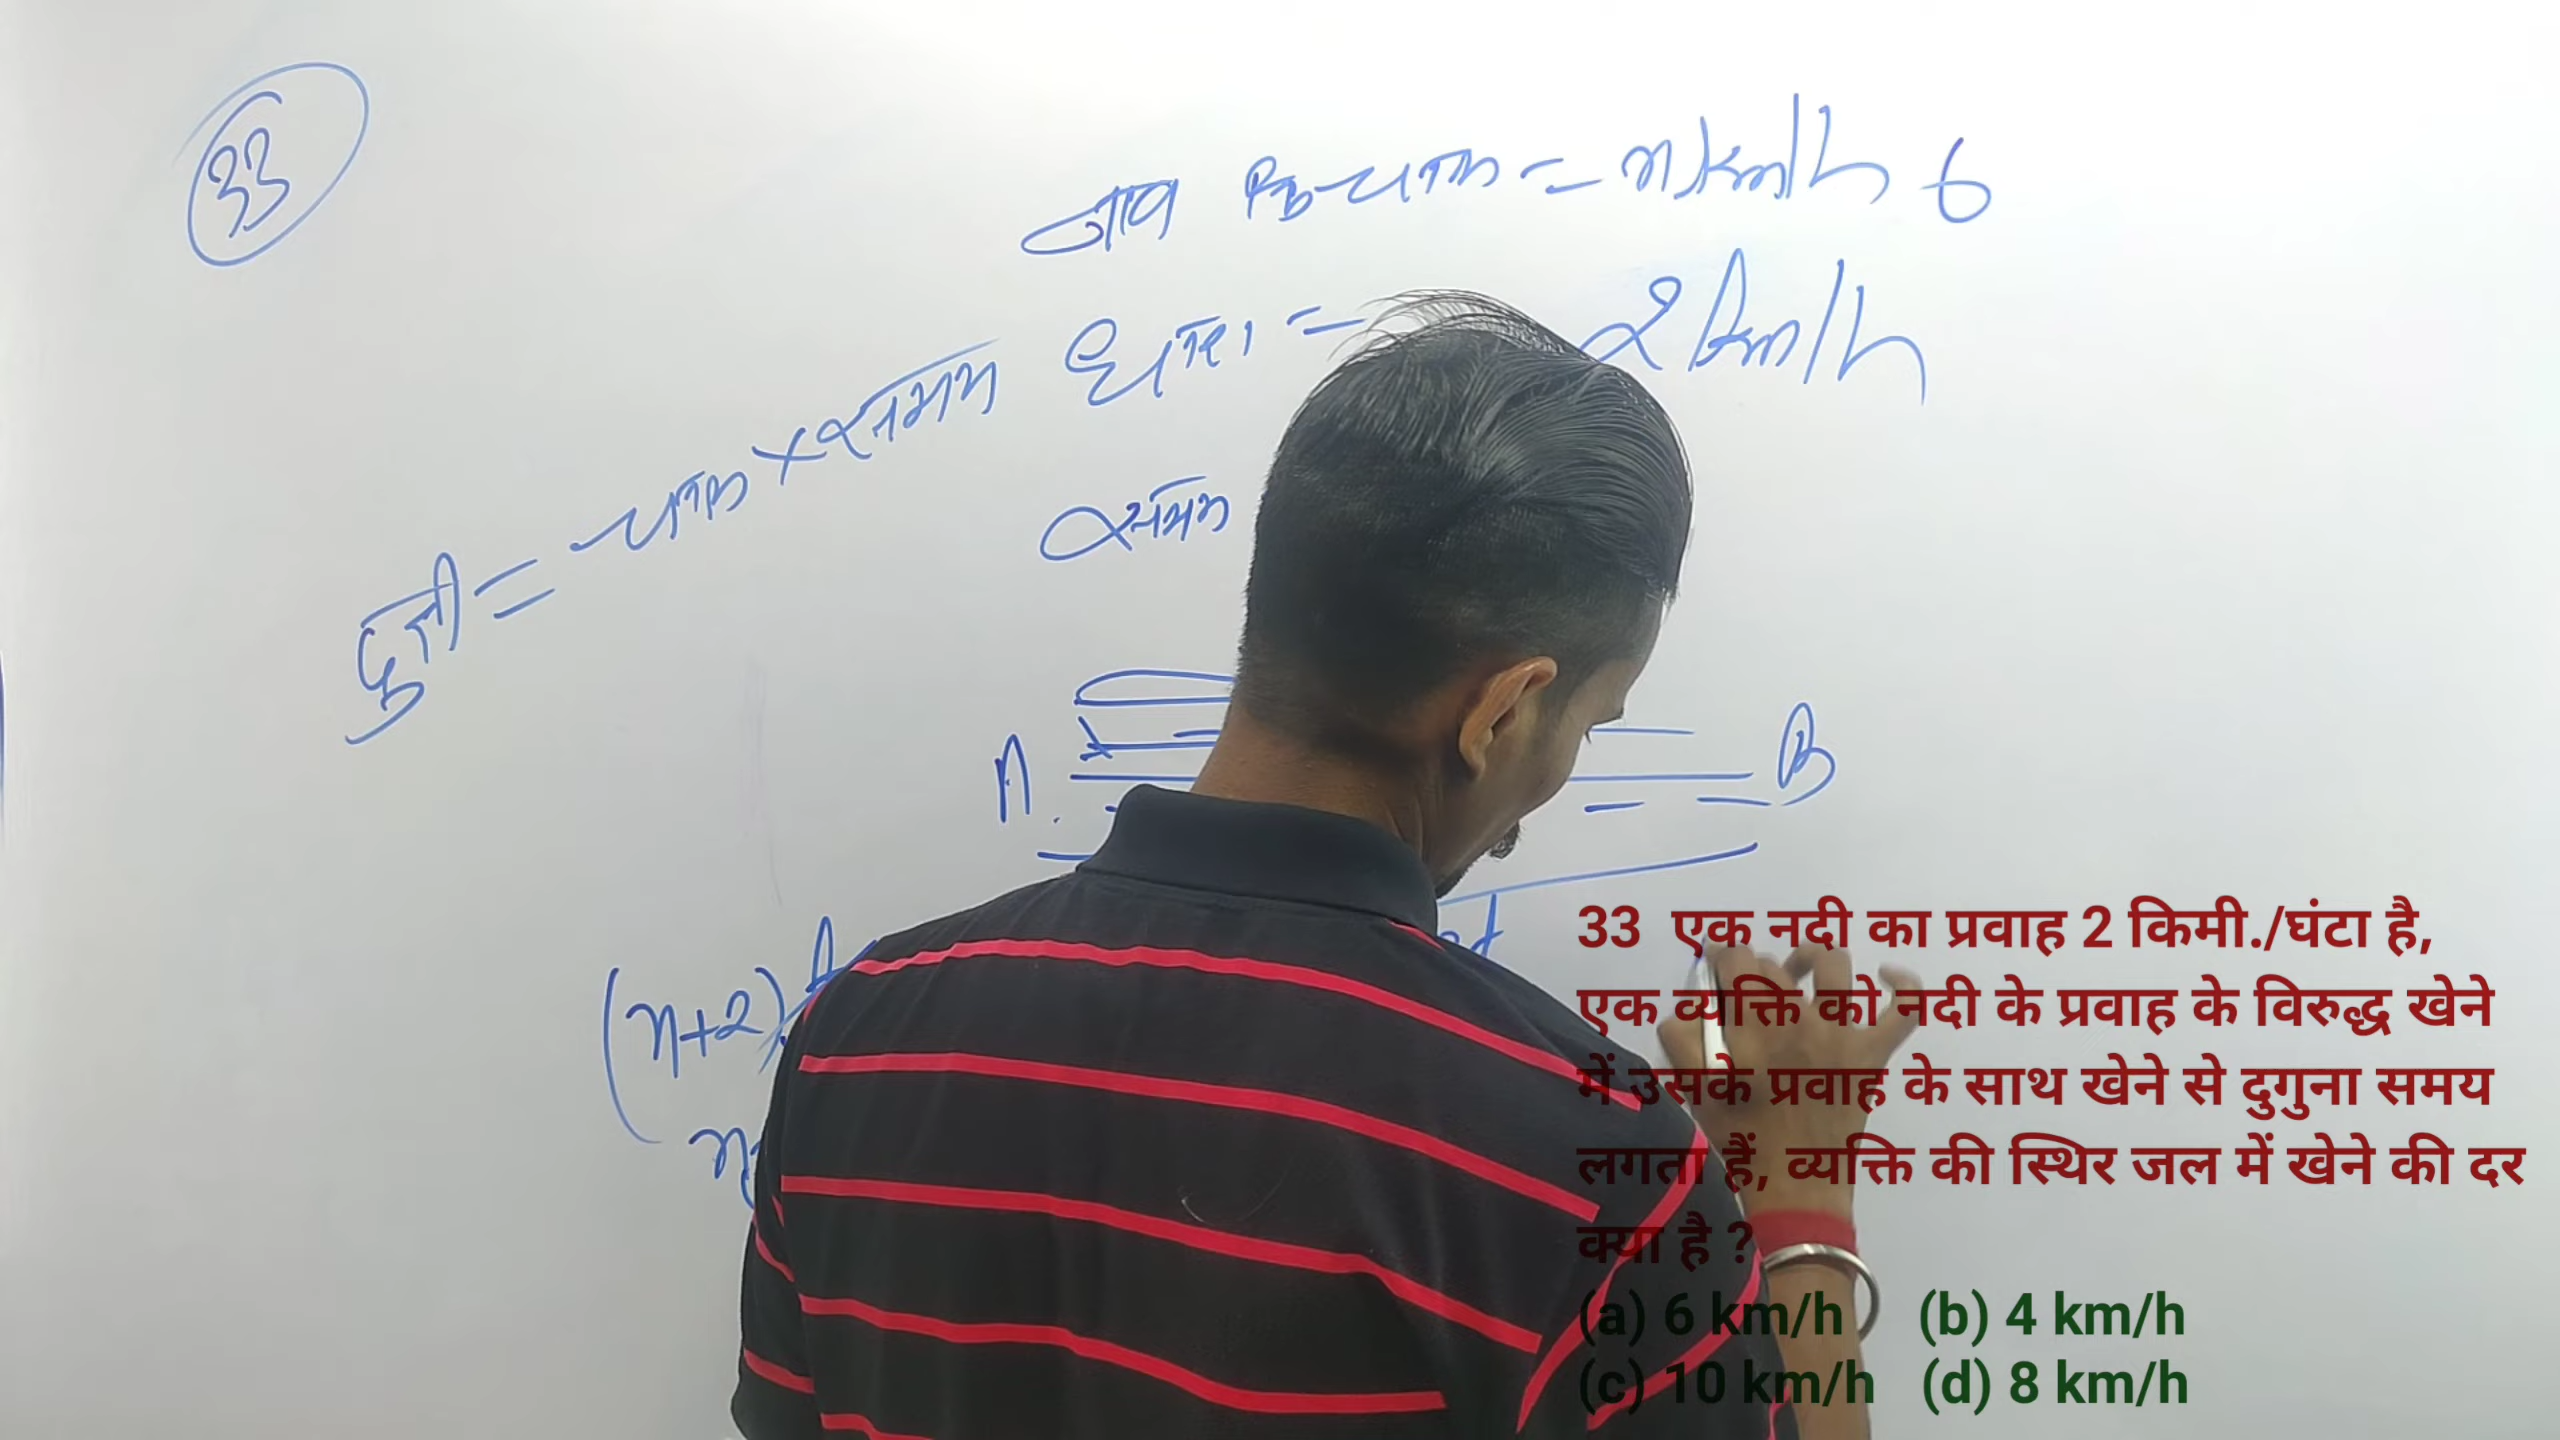 33
नाव कि चाल = x km/h 6
दुरी = चाल × समय धारा = 2 km/h
समय
A B
(x+2)
33 एक नदी का प्रवाह 2 किमी./घंटा है,
एक व्यक्ति को नदी के प्रवाह के विरुद्ध खेने
में उसके प्रवाह के साथ खेने से दुगुना समय
लगता हैं, व्यक्ति की स्थिर जल में खेने की दर
क्या है ?
(a) 6 km/h (b) 4 km/h
(c) 10 km/h (d) 8 km/h